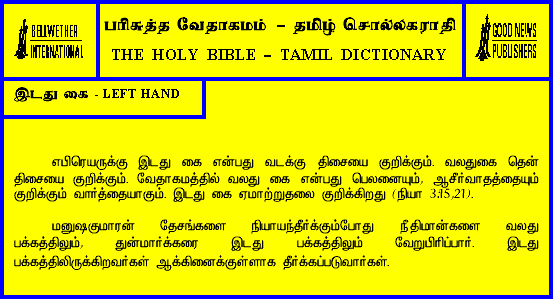 BELLWETHER
INTERNATIONAL
பரிசுத்த வேதாகமம் – தமிழ் சொல்லகராதி
THE HOLY BIBLE – TAMIL DICTIONARY
GOOD NEWS
PUBLISHERS
இடது கை - LEFT HAND
எபிரெயருக்கு இடது கை என்பது வடக்கு திசையை குறிக்கும். வலதுகை தென்
திசையை குறிக்கும். வேதாகமத்தில் வலது கை என்பது பெலனையும், ஆசீர்வாதத்தையும்
குறிக்கும் வார்த்தையாகும். இடது கை ஏமாற்றுதலை குறிக்கிறது (நியா 3:15,21).
மனுஷகுமாரன் தேசங்களை நியாயந்தீர்க்கும்போது நீதிமான்களை வலது
பக்கத்திலும், துன்மார்க்கரை இடது பக்கத்திலும் வேறுபிரிப்பார். இடது
பக்கத்திலிருக்கிறவர்கள் ஆக்கினைக்குள்ளாக தீர்க்கப்படுவார்கள்.